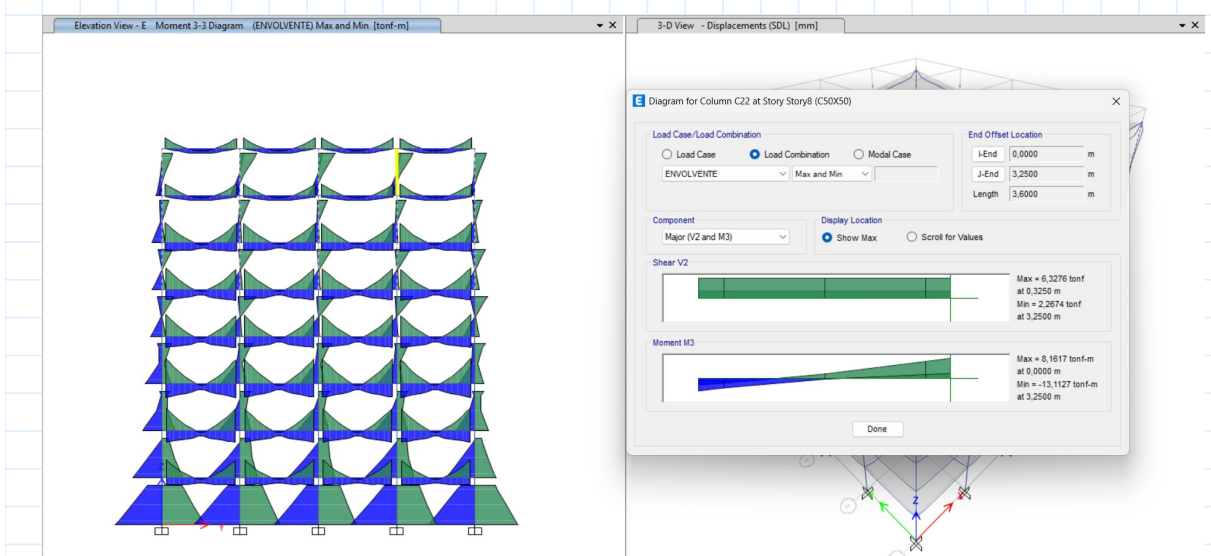 Elevation View - E Moment 3-3 Diagram (ENVOLVENTE) Max and Min [tonf-m]
3-D View - Displacements (SDL) [mm]
Z
Y
E Diagram for Column C22 at Story Story8 (C50X50)
Load Case/Load Combination
Load Case
Load Combination
Modal Case
ENVOLVENTE
Max and Min
End Offset Location
I-End 0,0000 m
J-End 3,2500 m
Length 3,6000 m
Component
Major (V2 and M3)
Display Location
Show Max
Scroll for Values
Shear V2
Max = 6,3276 tonf
at 0,3250 m
Min = 2,2674 tonf
at 3,2500 m
Moment M3
Max = 8,1617 tonf-m
at 0,0000 m
Min = -13,1127 tonf-m
at 3,2500 m
Done
Z